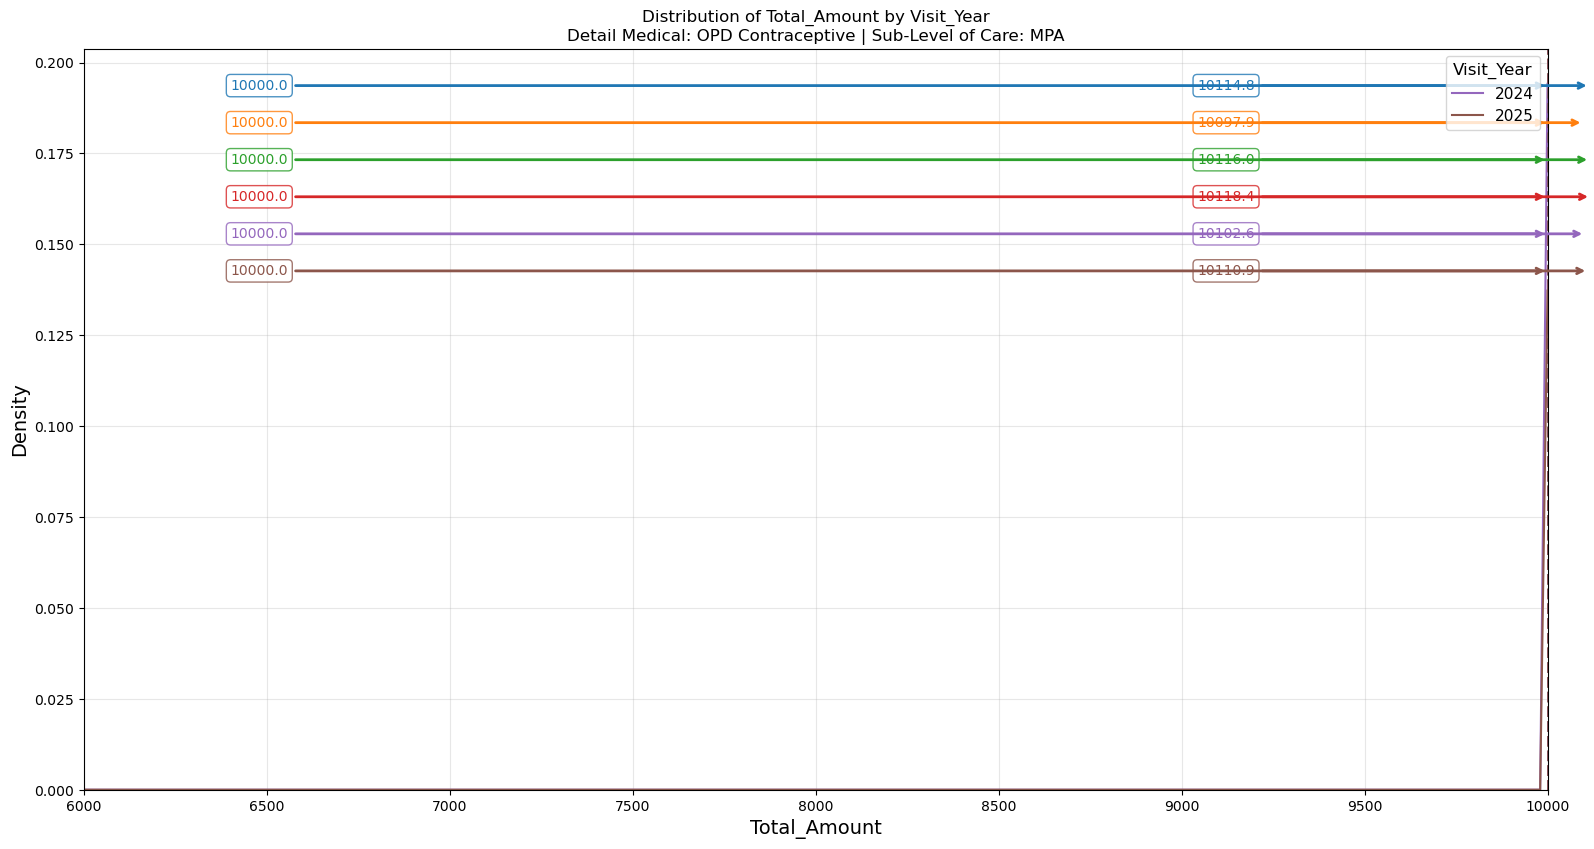 Distribution of Total_Amount by Visit_Year
Detail Medical: OPD Contraceptive | Sub-Level of Care: MPA
Visit_Year
2024
2025
10000.0 10114.8
10000.0 10097.9
10000.0 10116.0
10000.0 10118.4
10000.0 10102.6
10000.0 10110.9
Density
0.200
0.175
0.150
0.125
0.100
0.075
0.050
0.025
0.000
6000 6500 7000 7500 8000 8500 9000 9500 10000
Total_Amount